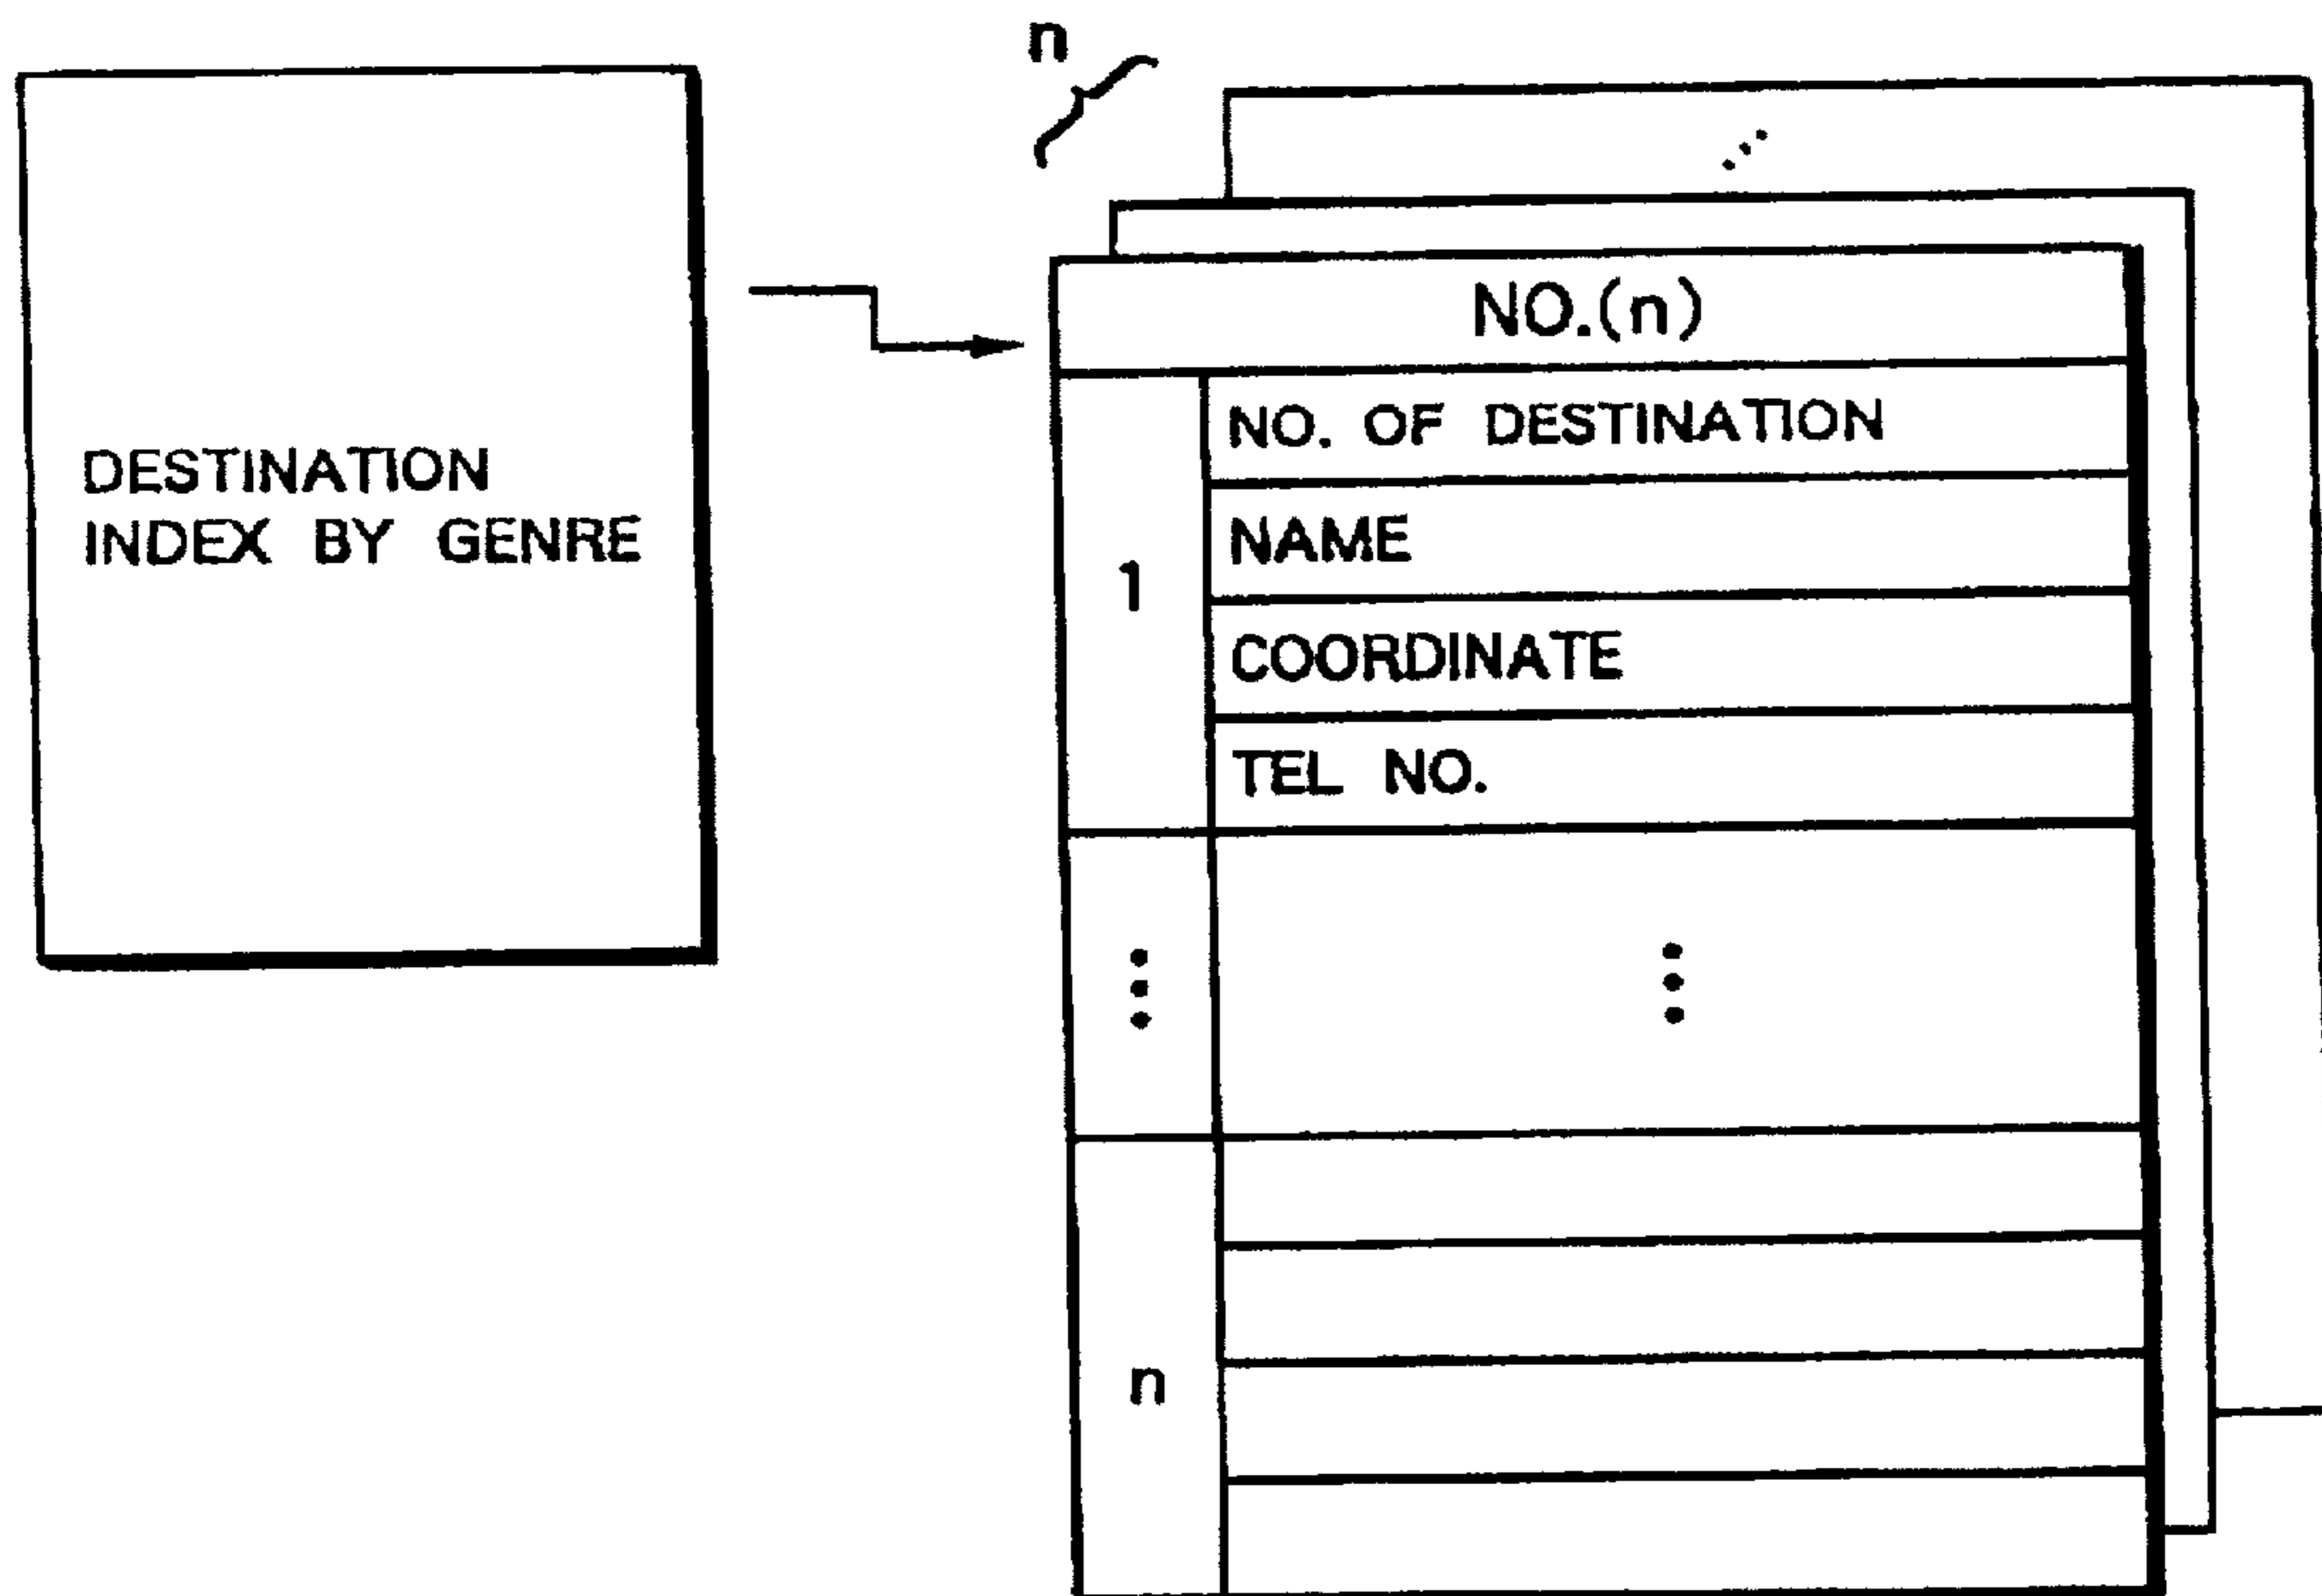 n
DESTINATION
INDEX BY GENRE
NO.(n)
1
NO. OF DESTINATION
NAME
COORDINATE
TEL NO.
n